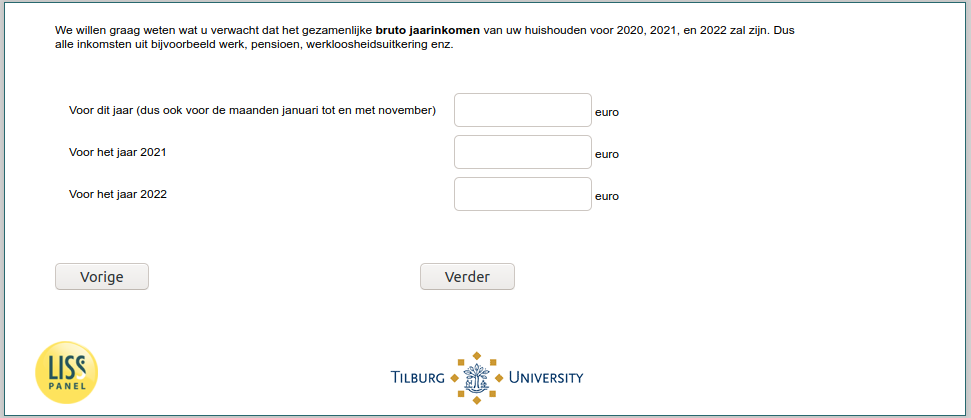 We willen graag weten wat u verwacht dat het gezamenlijke bruto jaarinkomen van uw huishouden voor 2020, 2021, en 2022 zal zijn. Dus
alle inkomsten uit bijvoorbeeld werk, pensioen, werkloosheidsuitkering enz.
Voor dit jaar (dus ook voor de maanden januari tot en met november) euro
Voor het jaar 2021 euro
Voor het jaar 2022 euro
Vorige Verder
LISS
PANEL
TILBURG UNIVERSITY